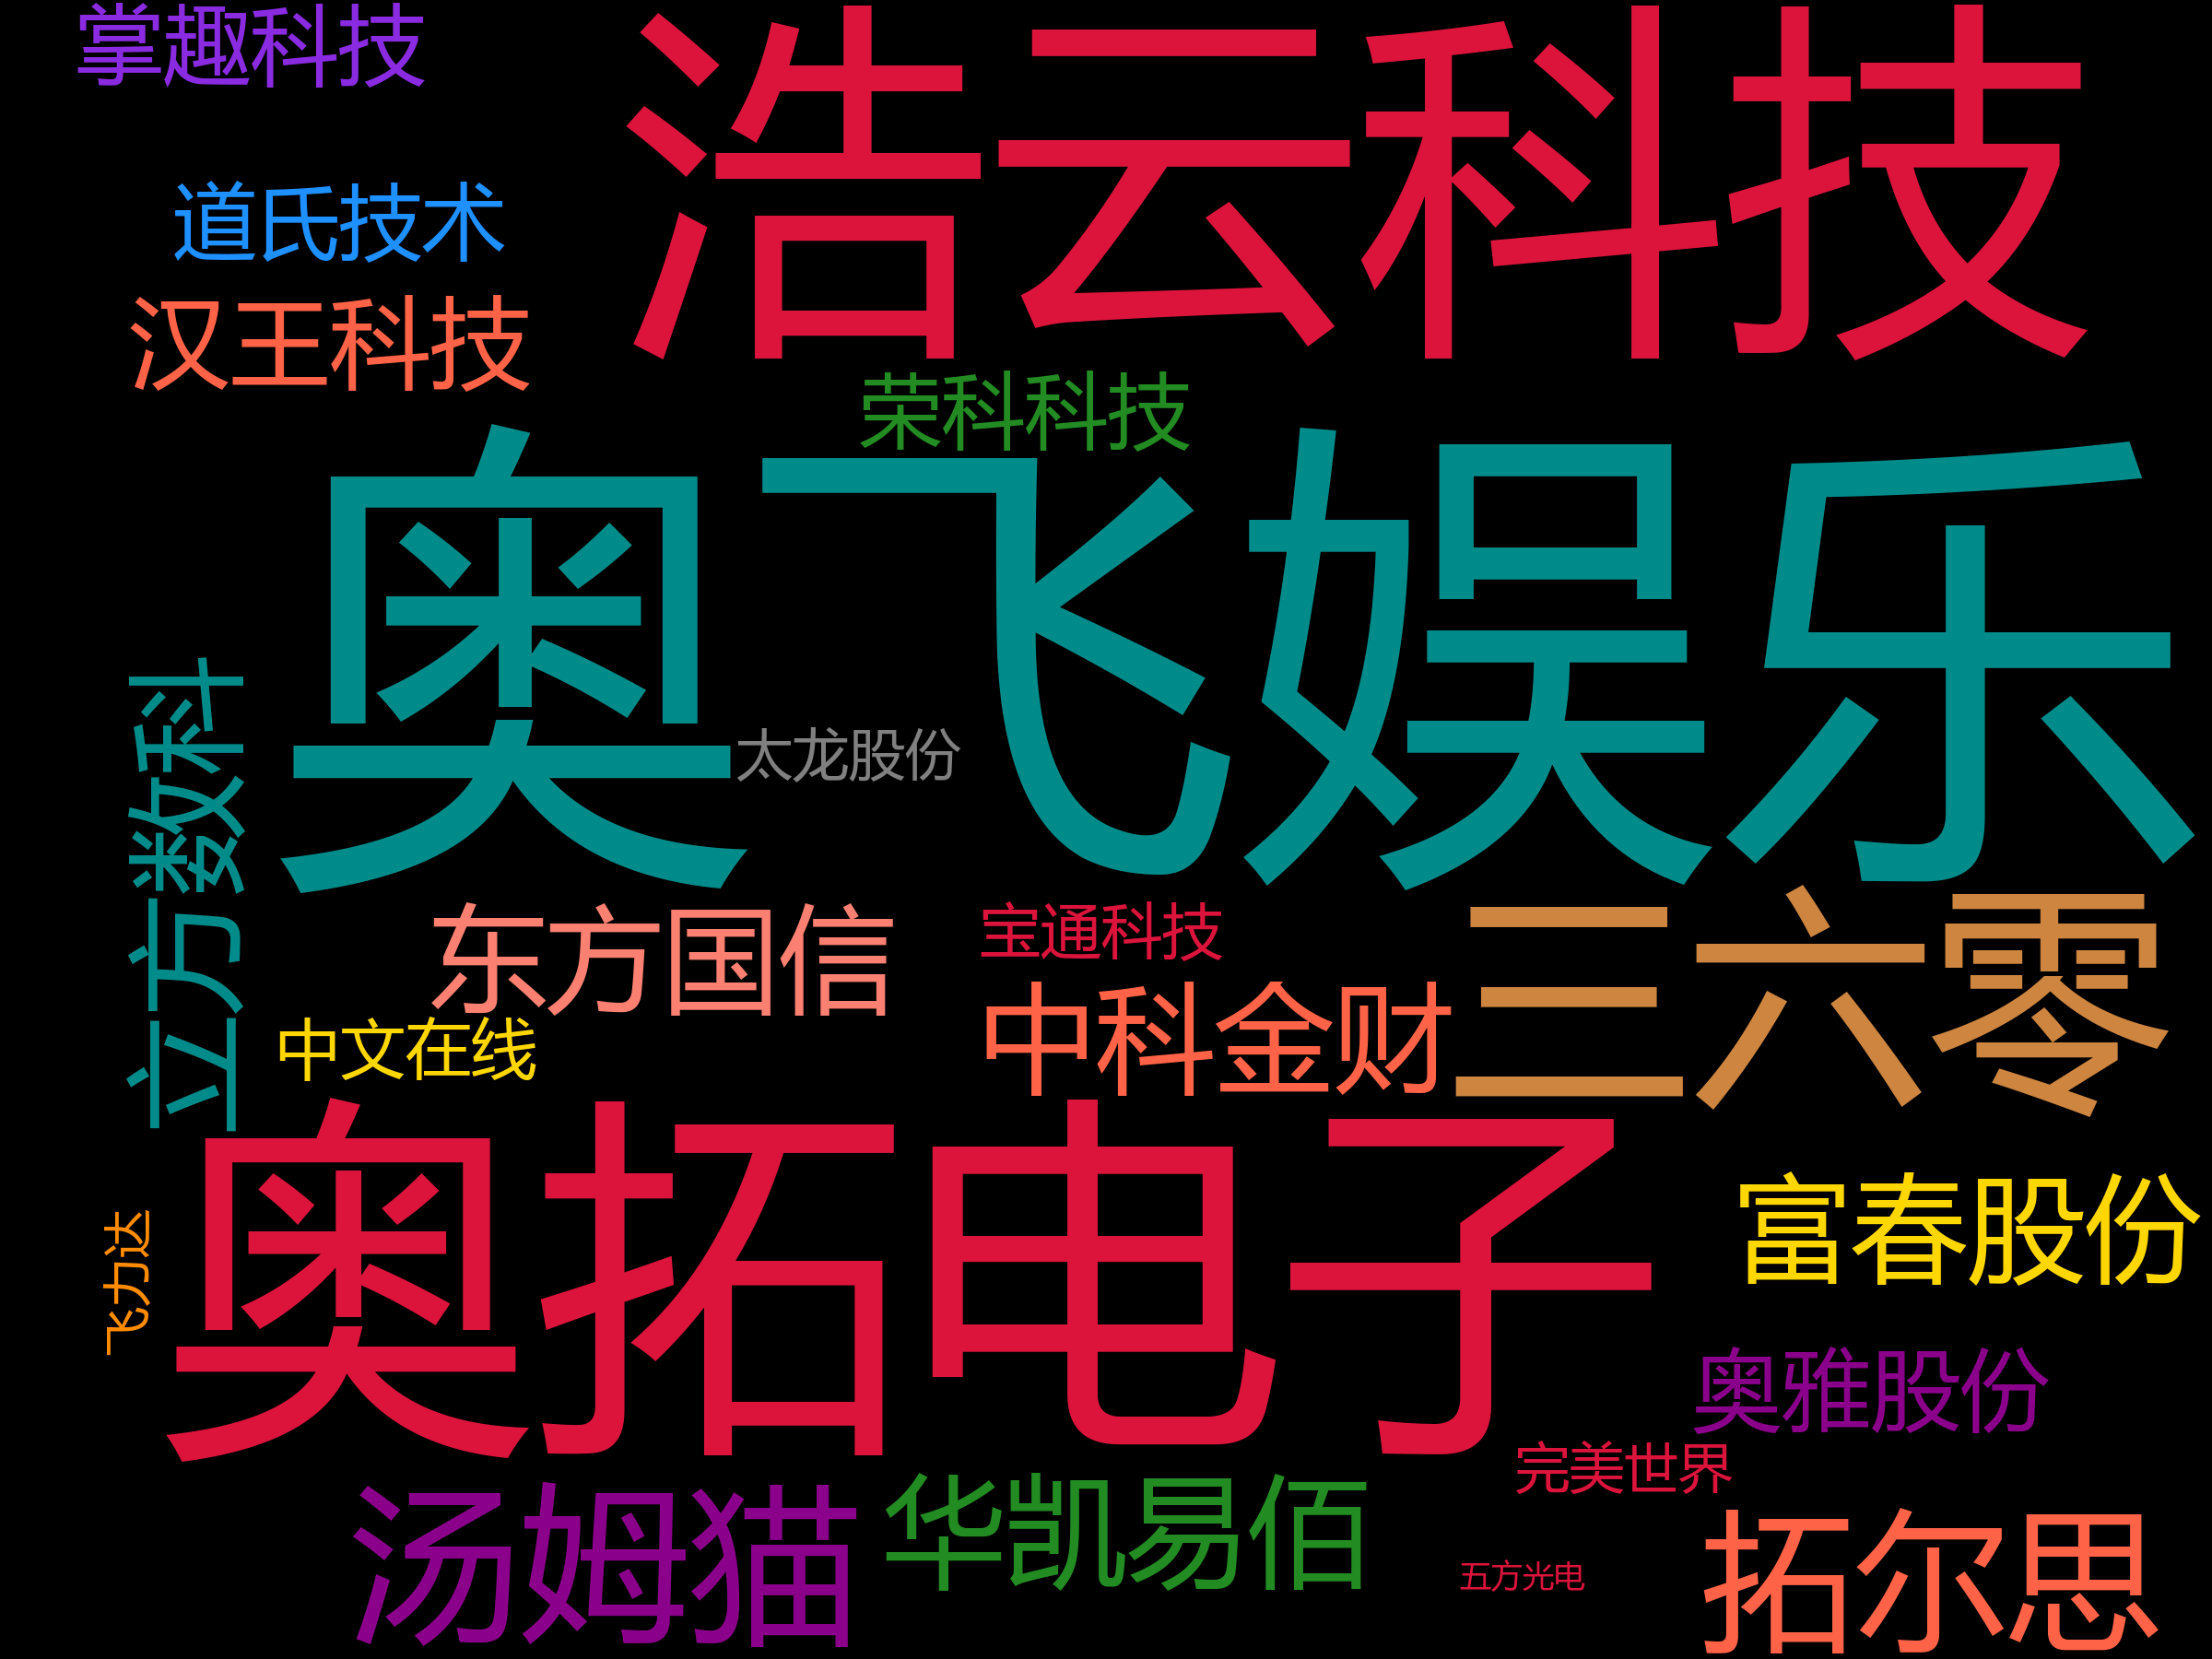 掌趣科技
浩云科技
道氏技术
汉王科技
荣科科技
奥飞娱乐
立方数科
大龙股份
东方国信
宝通科技
三六零
中科金财
中文在线
奥拓电子
富春股份
飞力达
奥雅股份
完美世界
汤姆猫
华凯易佰
五方光电
拓尔思